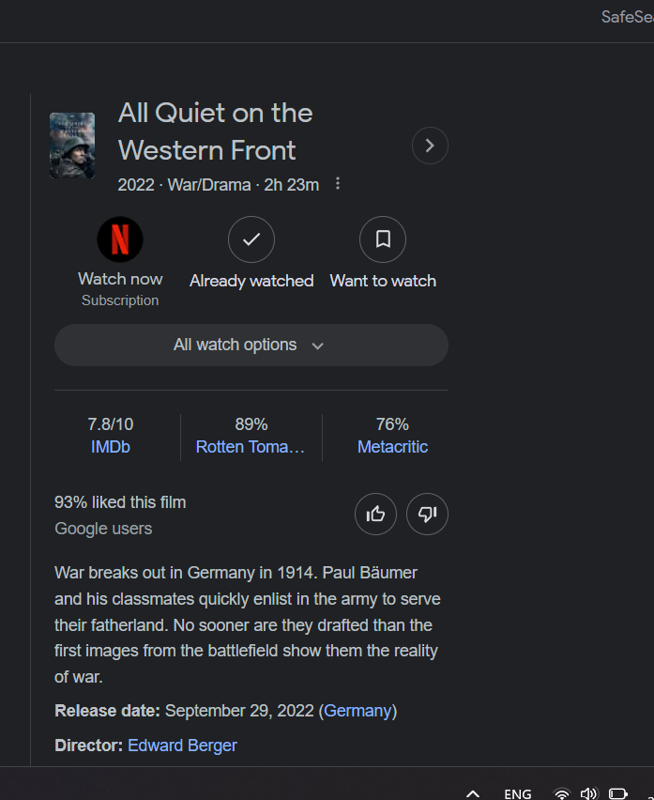 SafeSe
All Quiet on the
Western Front
2022 · War/Drama · 2h 23m
N
Watch now
Already watched
Want to watch
Subscription
All watch options
7.8/10
89%
76%
IMDb
Rotten Toma…
Metacritic
93% liked this film
Google users
War breaks out in Germany in 1914. Paul Bäumer
and his classmates quickly enlist in the army to serve
their fatherland. No sooner are they drafted than the
first images from the battlefield show them the reality
of war.
Release date: September 29, 2022 (Germany)
Director: Edward Berger
ENG